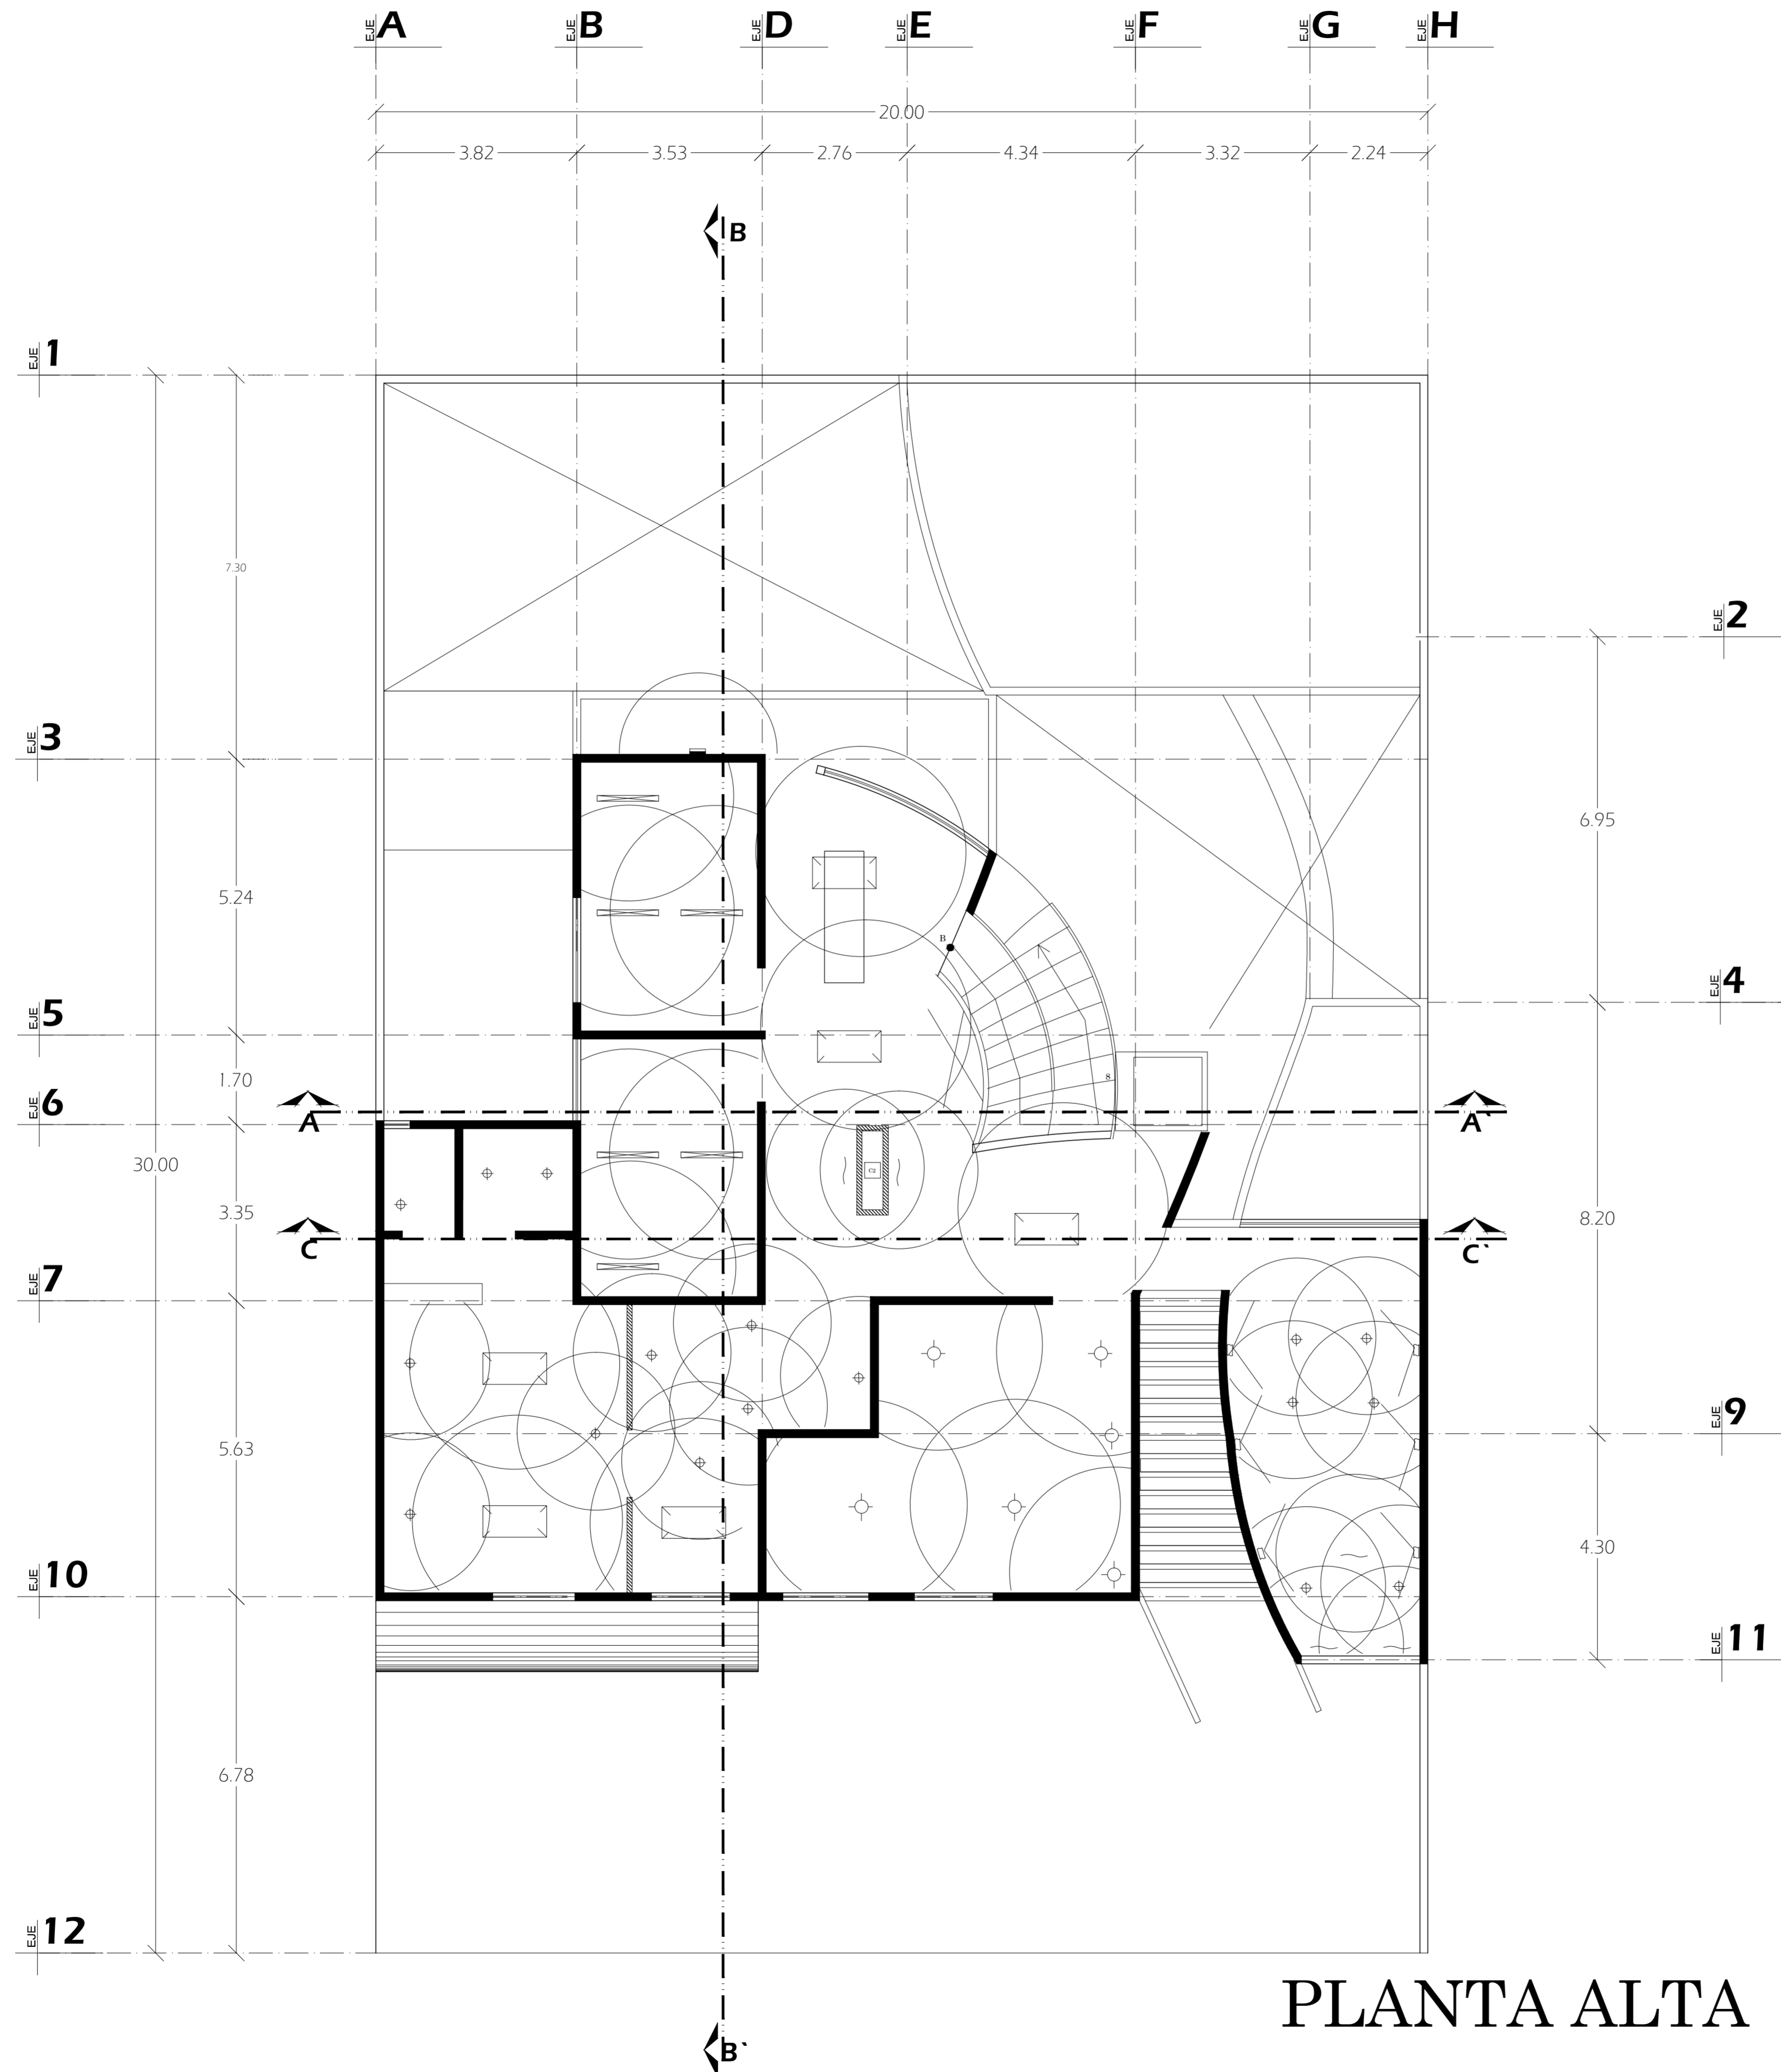 EJE A EJE B EJE D EJE E EJE F EJE G EJE H
20.00
3.82 3.53 2.76 4.34 3.32 2.24
B
EJE 1
7.30
EJE 2
EJE 3
6.95
5.24
B
EJE 4
EJE 5
1.70
S
EJE 6
A A`
30.00
C2
3.35
8.20
C C`
EJE 7
EJE 9
5.63
4.30
EJE 10
EJE 11
6.78
EJE 12
PLANTA ALTA
B`